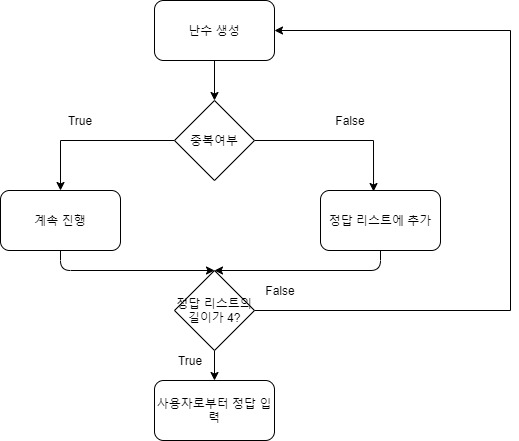 난수 생성
True
False
중복여부
계속 진행
정답 리스트에 추가
False
정답 리스트의
길이가 4?
True
사용자로부터 정답 입
력